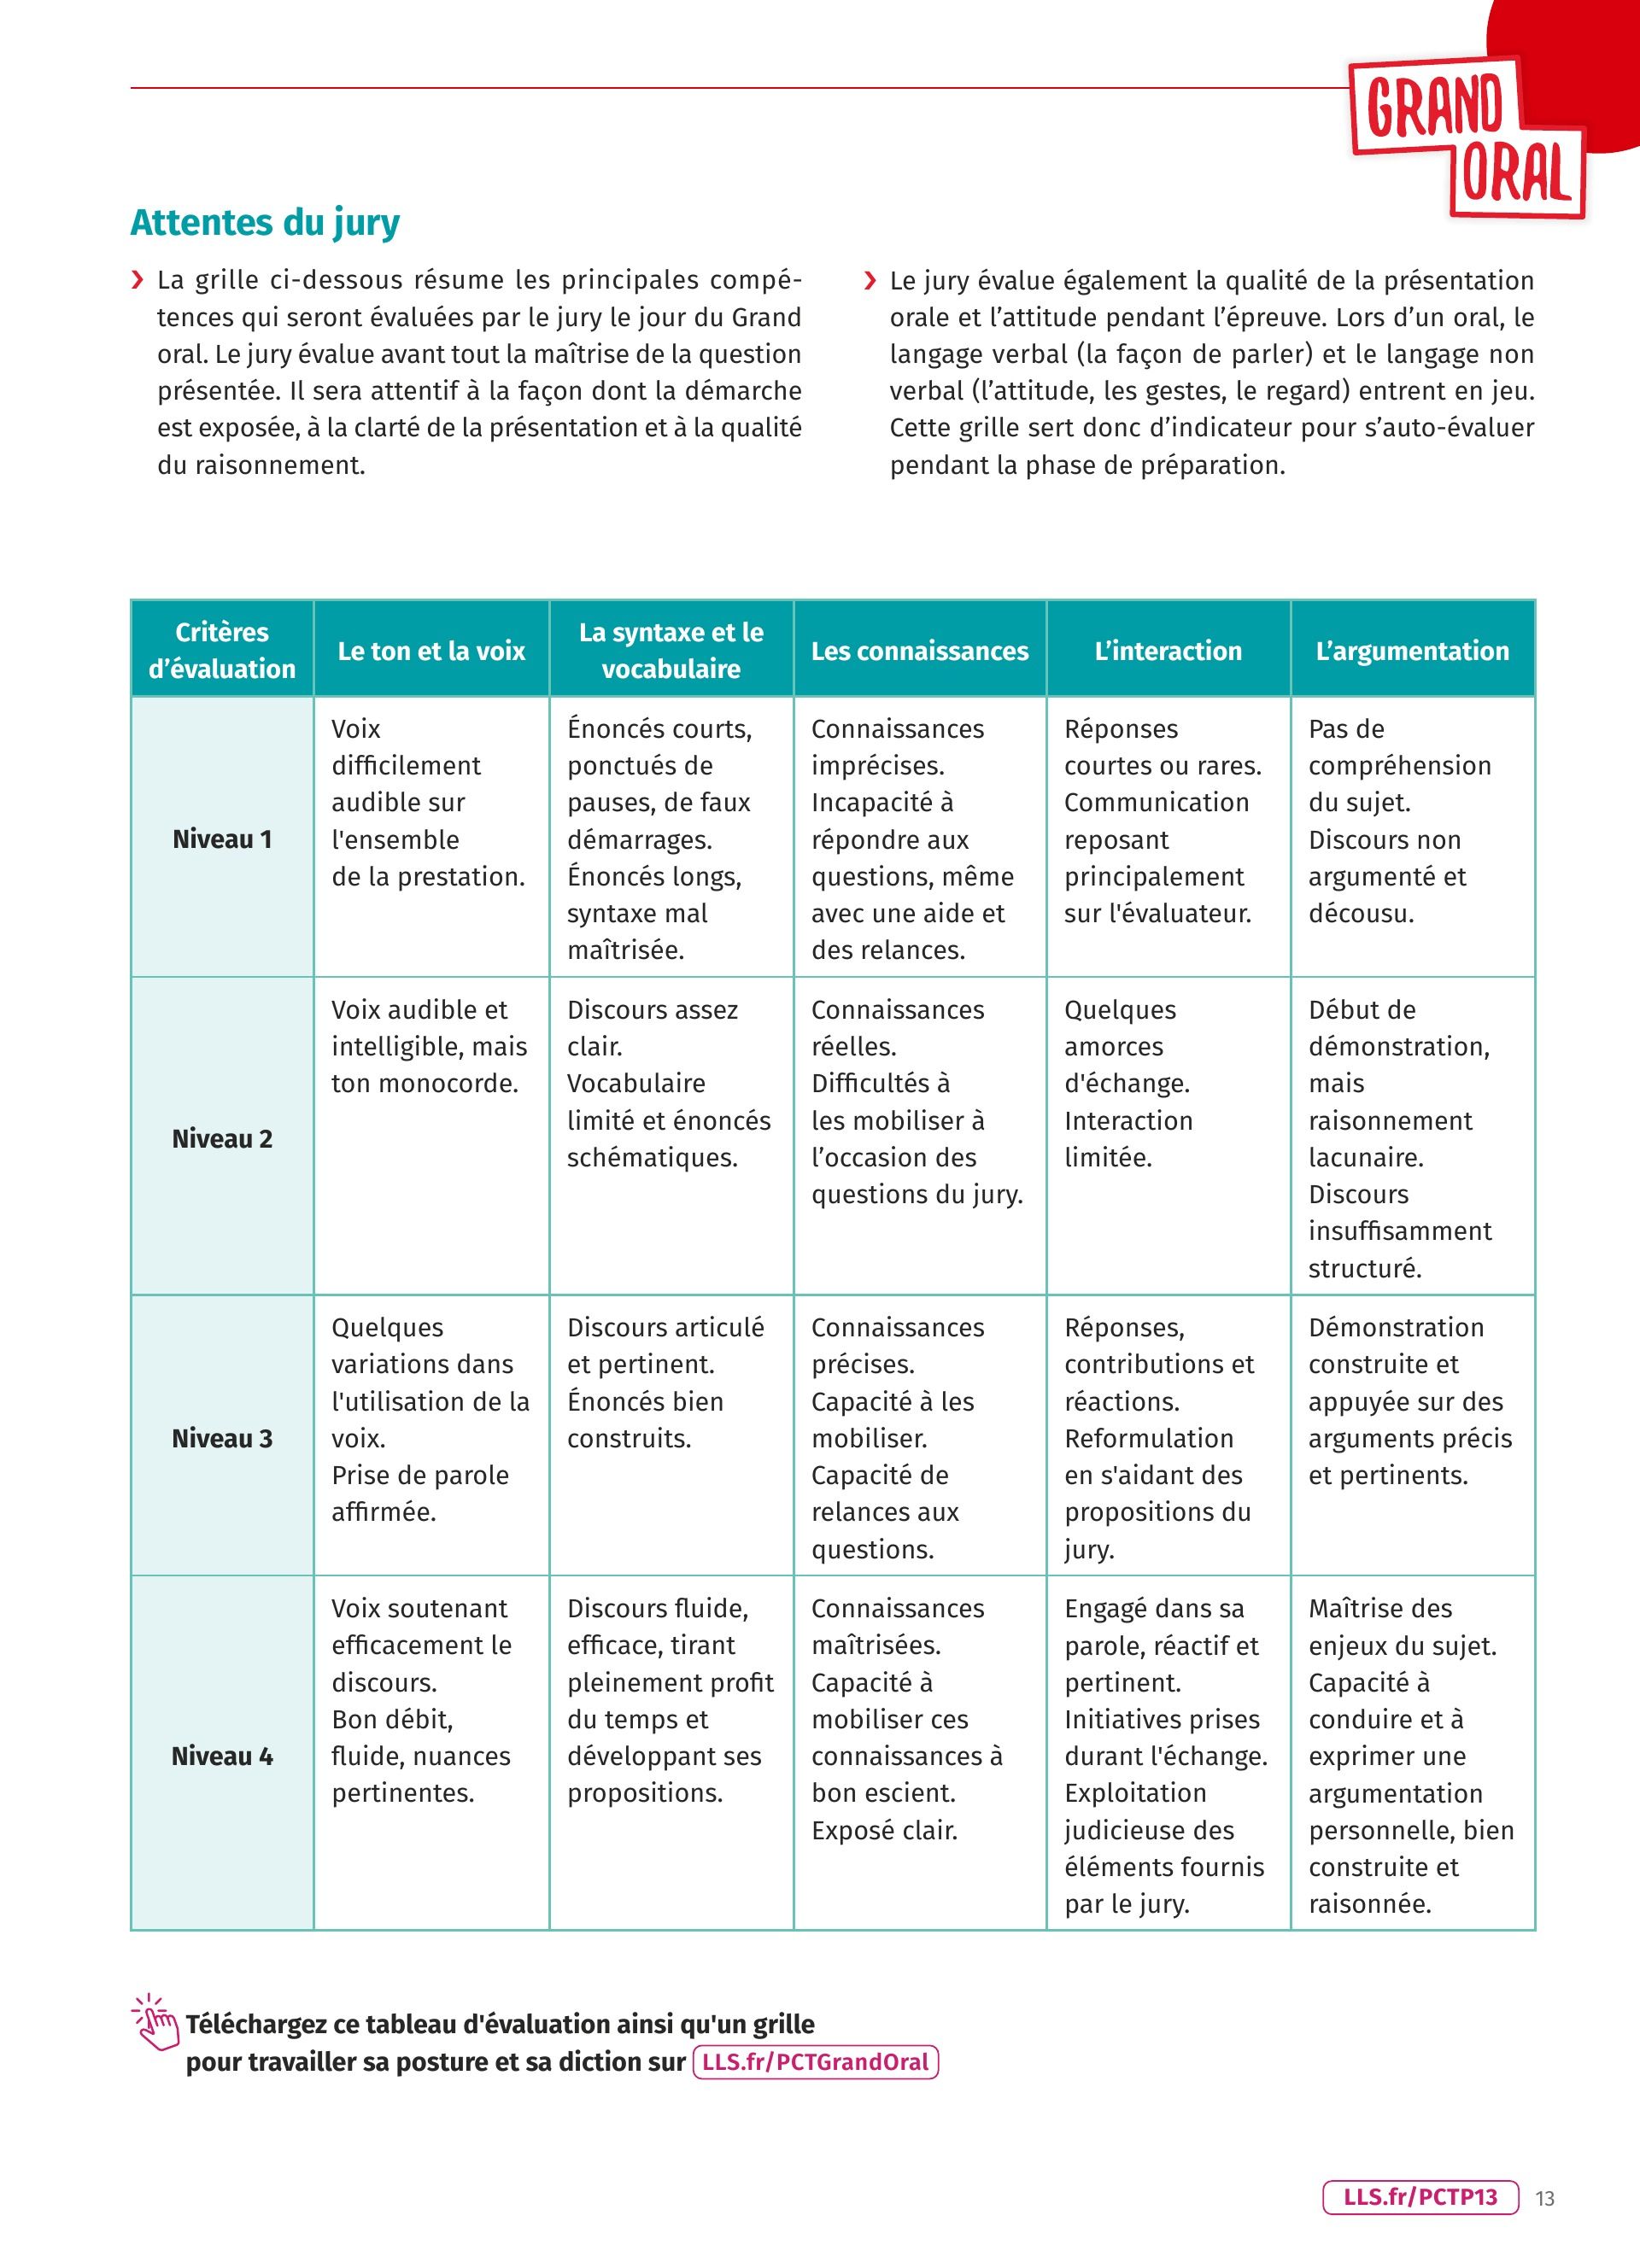 GRAND
ORAL
Attentes du jury
La grille ci-dessous résume les principales compé-
tences qui seront évaluées par le jury le jour du Grand
oral. Le jury évalue avant tout la maîtrise de la question
présentée. Il sera attentif à la façon dont la démarche
est exposée, à la clarté de la présentation et à la qualité
du raisonnement.
Le jury évalue également la qualité de la présentation
orale et l’attitude pendant l’épreuve. Lors d’un oral, le
langage verbal (la façon de parler) et le langage non
verbal (l’attitude, les gestes, le regard) entrent en jeu.
Cette grille sert donc d’indicateur pour s’auto-évaluer
pendant la phase de préparation.
Critères
d’évaluation
Le ton et la voix
La syntaxe et le
vocabulaire
Les connaissances
L’interaction
L’argumentation
Niveau 1
Voix
difficilement
audible sur
l'ensemble
de la prestation.
Énoncés courts,
ponctués de
pauses, de faux
démarrages.
Énoncés longs,
syntaxe mal
maîtrisée.
Connaissances
imprécises.
Incapacité à
répondre aux
questions, même
avec une aide et
des relances.
Réponses
courtes ou rares.
Communication
reposant
principalement
sur l'évaluateur.
Pas de
compréhension
du sujet.
Discours non
argumenté et
décousu.
Niveau 2
Voix audible et
intelligible, mais
ton monocorde.
Discours assez
clair.
Vocabulaire
limité et énoncés
schématiques.
Connaissances
réelles.
Difficultés à
les mobiliser à
l’occasion des
questions du jury.
Quelques
amorces
d'échange.
Interaction
limitée.
Début de
démonstration,
mais
raisonnement
lacunaire.
Discours
insuffisamment
structuré.
Niveau 3
Quelques
variations dans
l'utilisation de la
voix.
Prise de parole
affirmée.
Discours articulé
et pertinent.
Énoncés bien
construits.
Connaissances
précises.
Capacité à les
mobiliser.
Capacité de
relances aux
questions.
Réponses,
contributions et
réactions.
Reformulation
en s'aidant des
propositions du
jury.
Démonstration
construite et
appuyée sur des
arguments précis
et pertinents.
Niveau 4
Voix soutenant
efficacement le
discours.
Bon débit,
fluide, nuances
pertinentes.
Discours fluide,
efficace, tirant
pleinement profit
du temps et
développant ses
propositions.
Connaissances
maîtrisées.
Capacité à
mobiliser ces
connaissances à
bon escient.
Exposé clair.
Engagé dans sa
parole, réactif et
pertinent.
Initiatives prises
durant l'échange.
Exploitation
judicieuse des
éléments fournis
par le jury.
Maîtrise des
enjeux du sujet.
Capacité à
conduire et à
exprimer une
argumentation
personnelle, bien
construite et
raisonnée.
Téléchargez ce tableau d'évaluation ainsi qu'un grille
pour travailler sa posture et sa diction sur LLS.fr/PCTGrandOral
LLS.fr/PCTP13 13